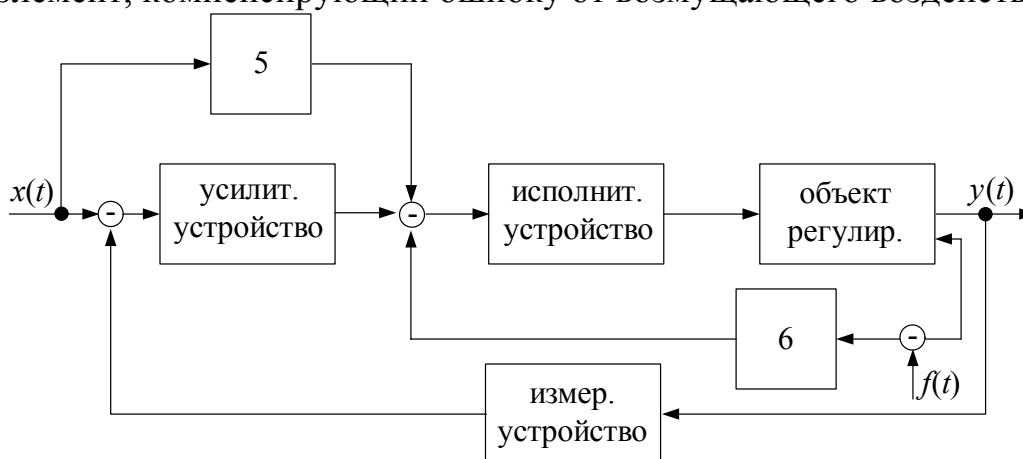 элемент, компенсирующий ошибку от возмущающего воздейств
5
x(t)
-
усилит.
устройство
-
исполнит.
устройство
объект
регулир.
y(t)
6
-
f(t)
измер.
устройство